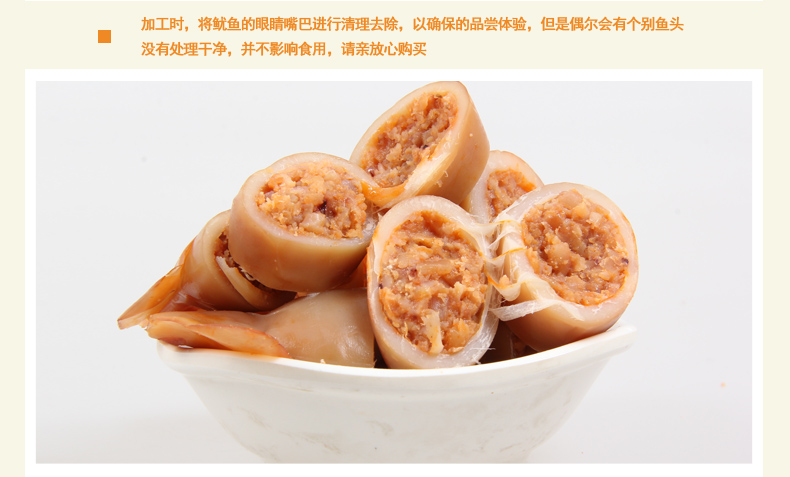 加工时，将鱿鱼的眼睛嘴巴进行清理去除，以确保的品尝体验，但是偶尔会有个别鱼头
没有处理干净，并不影响食用，请亲放心购买